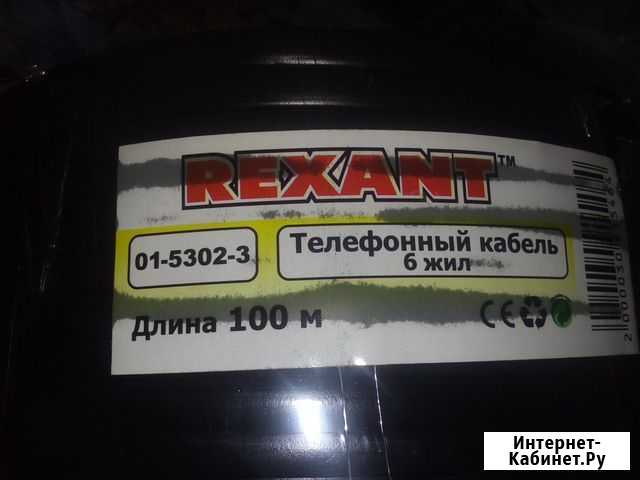 REXANT™
01-5302-3
Телефонный кабель
6 жил
Длина 100 м
CE
Интернет-
Кабинет.Ру